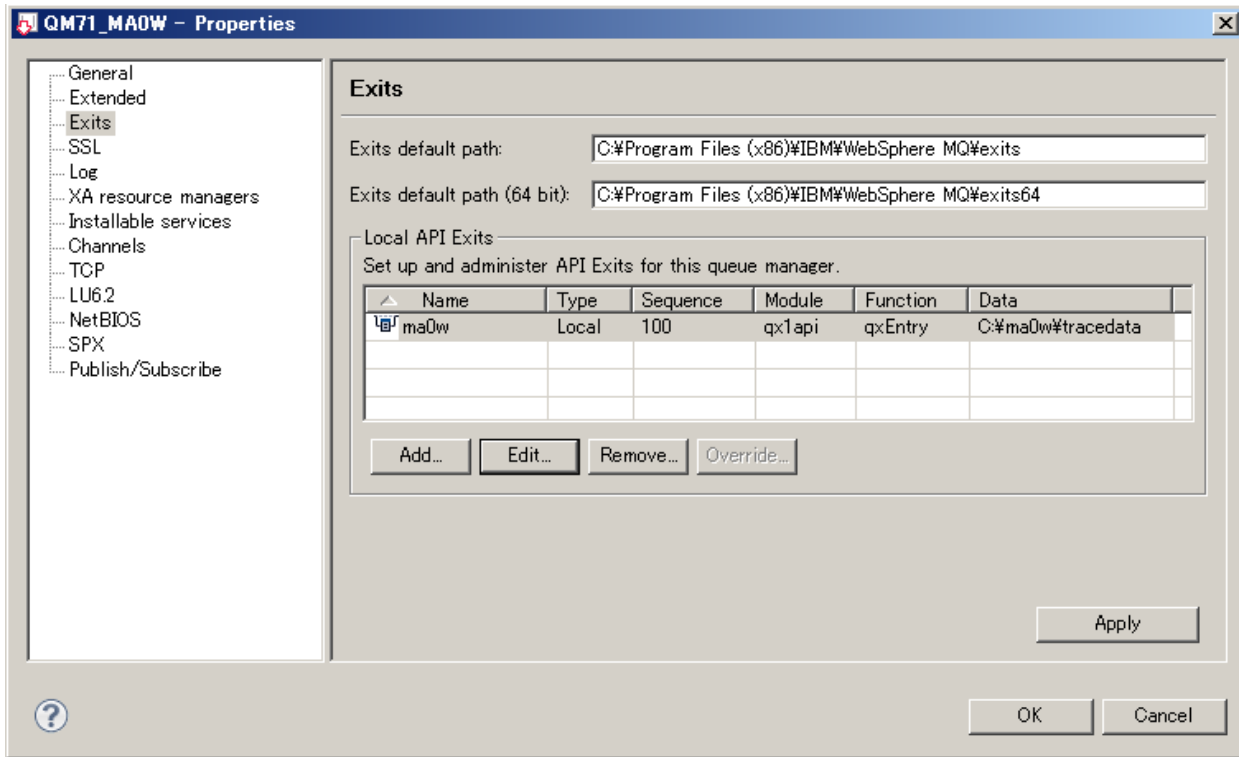 QM71_MA0W - Properties
General
Extended
Exits
SSL
Log
XA resource managers
Installable services
Channels
TCP
LU6.2
NetBIOS
SPX
Publish/Subscribe
Exits
Exits default path: C:¥Program Files (x86)¥IBM¥WebSphere MQ¥exits
Exits default path (64 bit): C:¥Program Files (x86)¥IBM¥WebSphere MQ¥exits64
Local API Exits
Set up and administer API Exits for this queue manager.
Name Type Sequence Module Function Data
ma0w Local 100 qx1api qxEntry C:¥ma0w¥tracedata
Add... Edit... Remove... Override...
Apply
OK Cancel